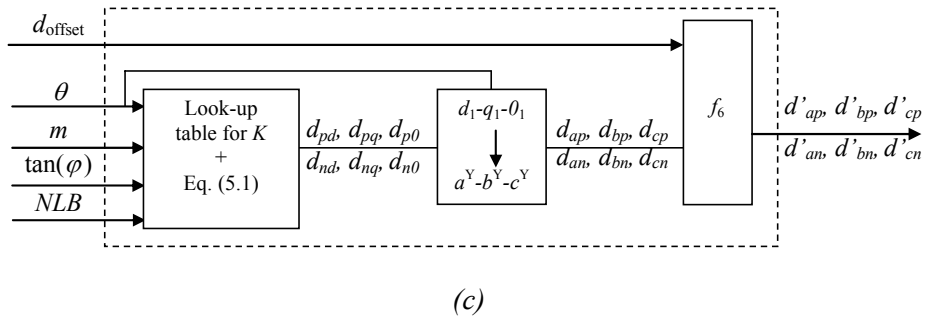 d_offset
θ
m
tan(φ)
NLB
Look-up
table for K
+
Eq. (5.1)
d_pd, d_pq, d_p0
d_nd, d_nq, d_n0
d_1-q_1-0_1
a^Y-b^Y-c^Y
d_ap, d_bp, d_cp
d_an, d_bn, d_cn
f_6
d'_ap, d'_bp, d'_cp
d'_an, d'_bn, d'_cn
(c)